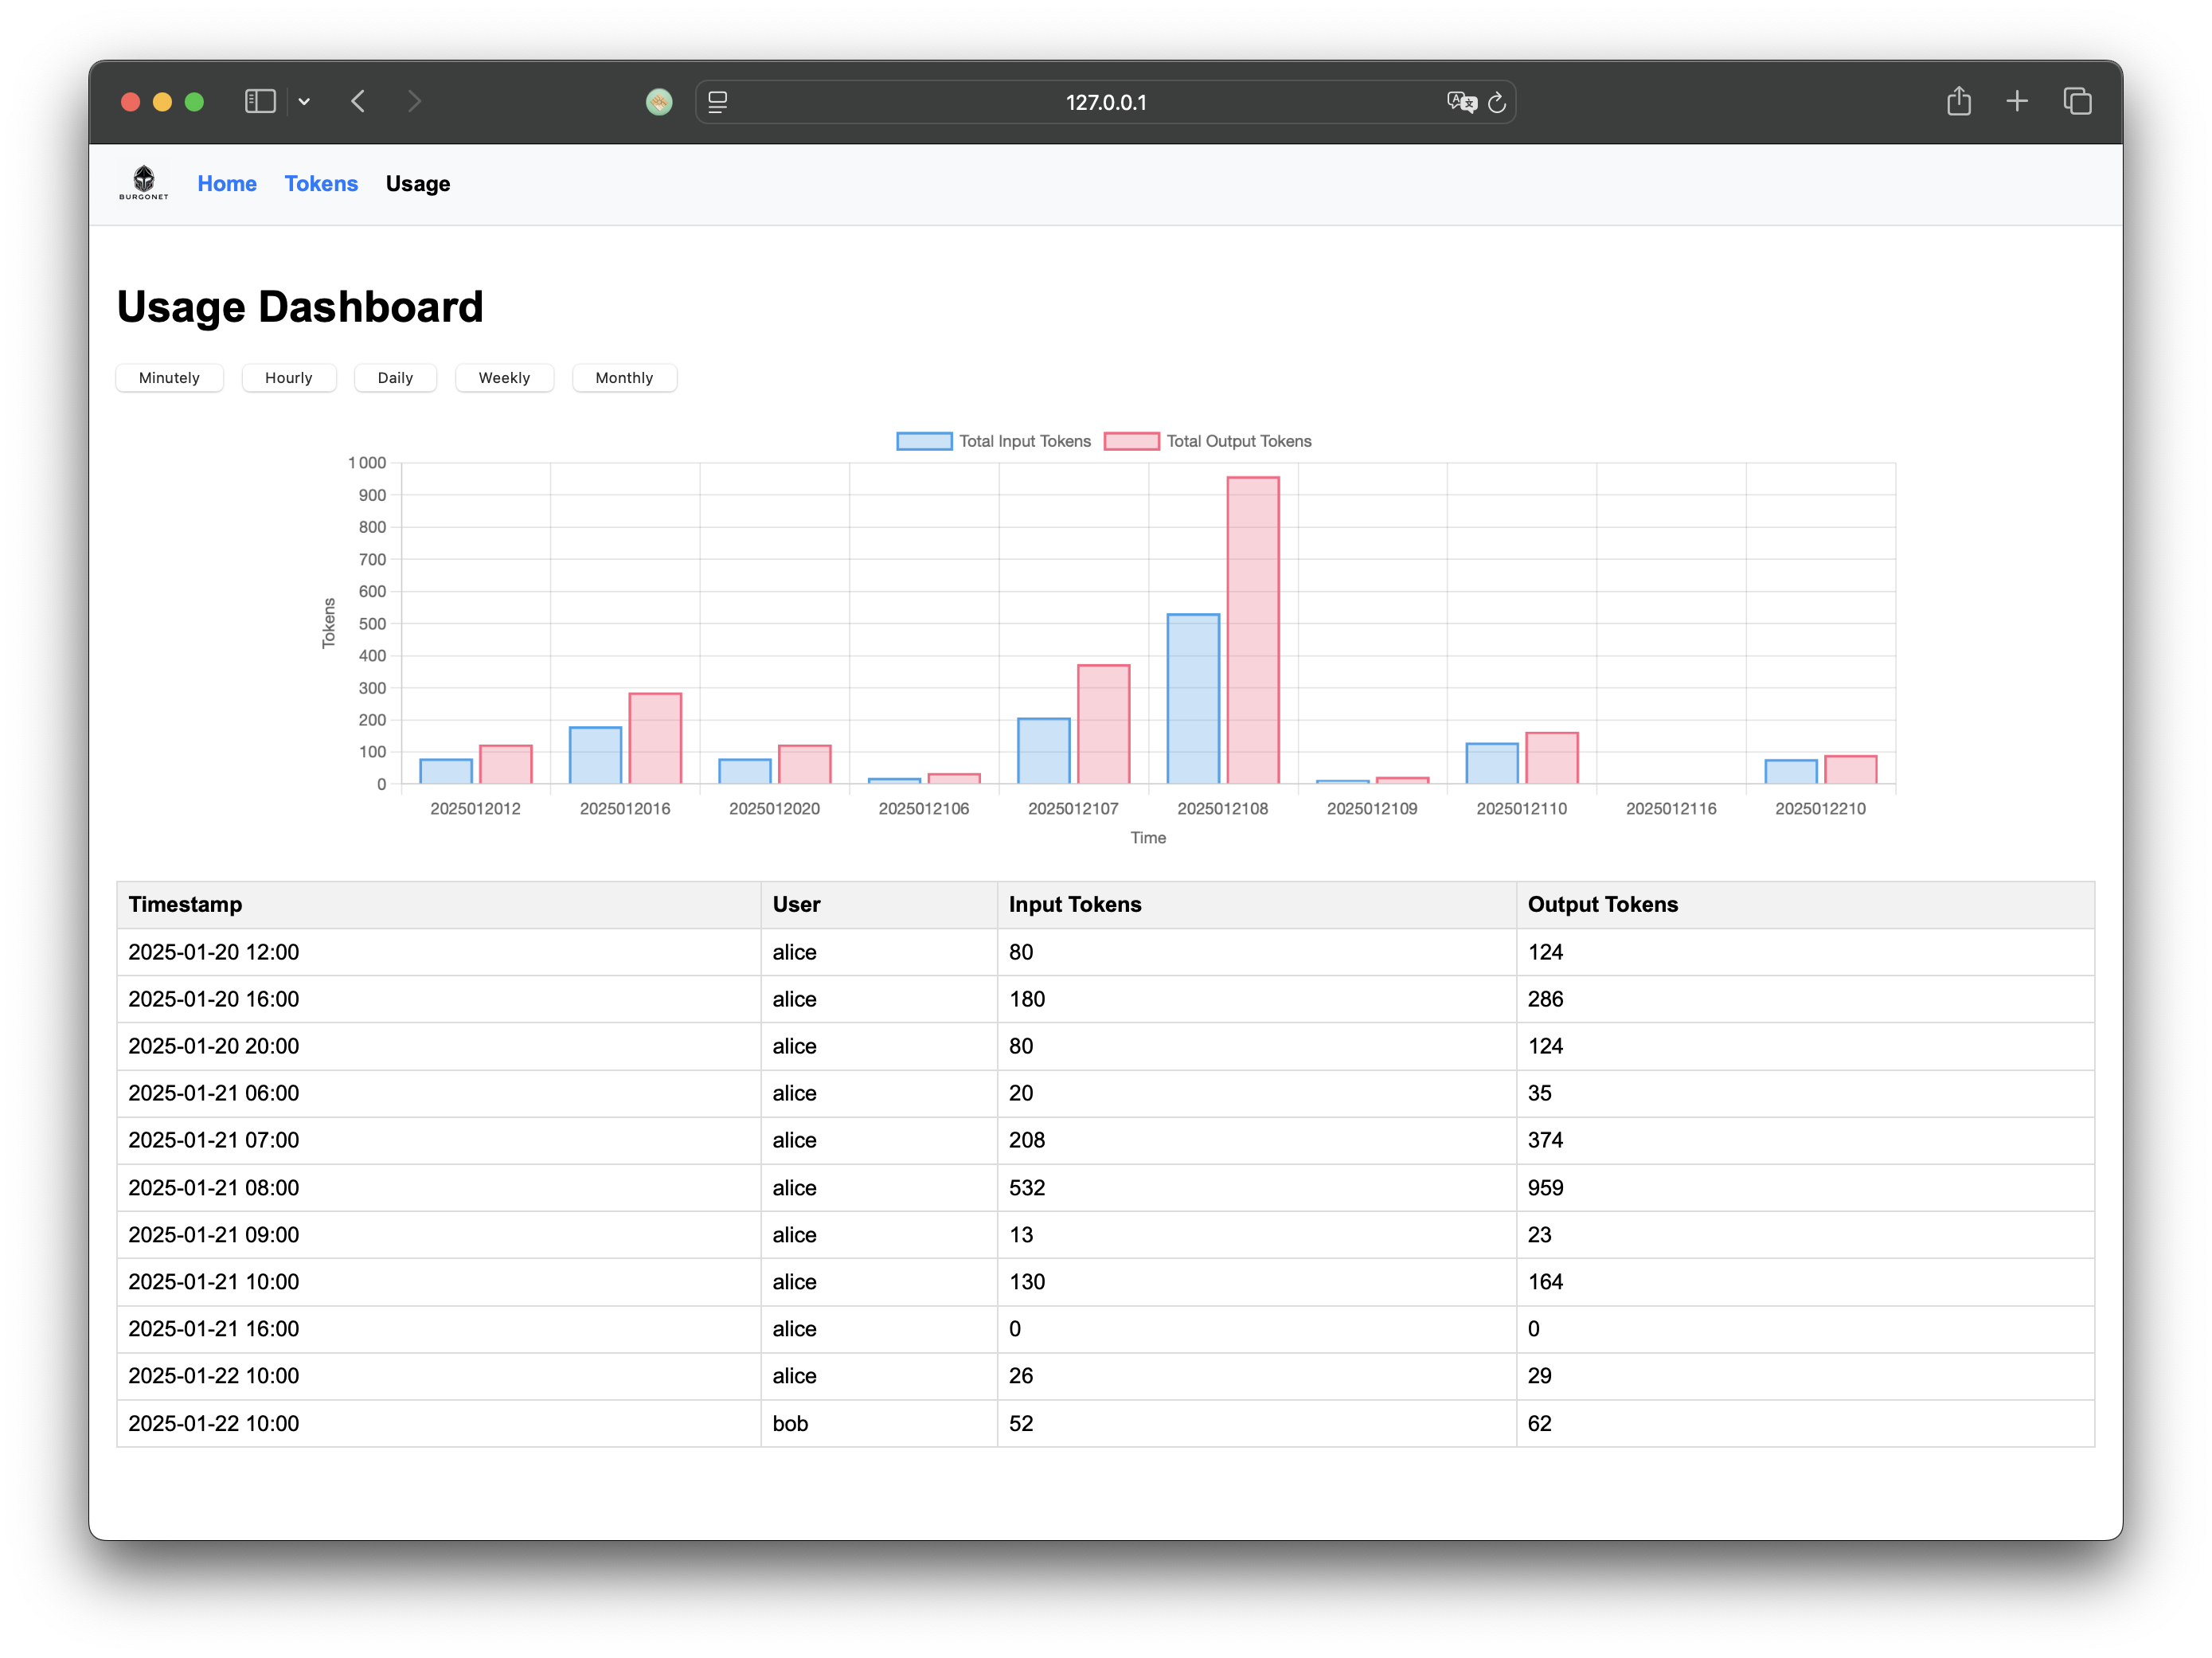 127.0.0.1
BURGONET
Home Tokens Usage
Usage Dashboard
Minutely Hourly Daily Weekly Monthly
Total Input Tokens Total Output Tokens
1 000
900
800
700
600
500
400
300
200
100
0
Tokens
2025012012 2025012016 2025012020 2025012106 2025012107 2025012108 2025012109 2025012110 2025012116 2025012210
Time
Timestamp User Input Tokens Output Tokens
2025-01-20 12:00 alice 80 124
2025-01-20 16:00 alice 180 286
2025-01-20 20:00 alice 80 124
2025-01-21 06:00 alice 20 35
2025-01-21 07:00 alice 208 374
2025-01-21 08:00 alice 532 959
2025-01-21 09:00 alice 13 23
2025-01-21 10:00 alice 130 164
2025-01-21 16:00 alice 0 0
2025-01-22 10:00 alice 26 29
2025-01-22 10:00 bob 52 62